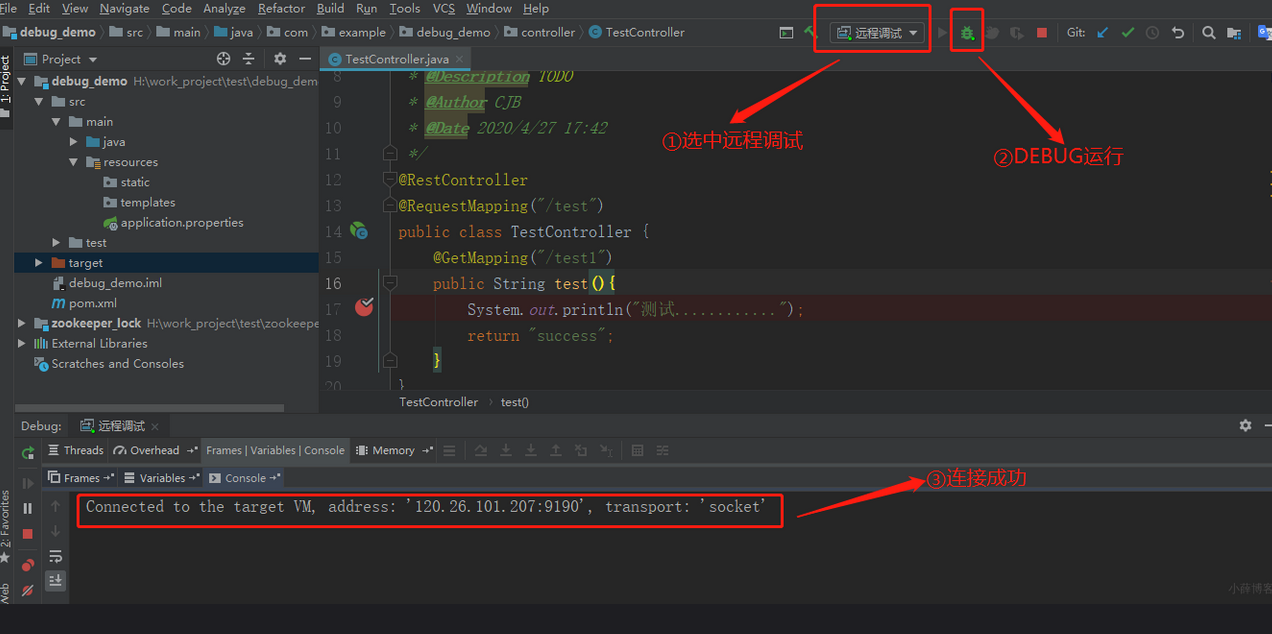 File Edit View Navigate Code Analyze Refactor Build Run Tools VCS Window Help
debug_demo src main java com example debug_demo controller TestController 远程调试 Git:
1: Project
Project
TestController.java
debug_demo H:\work_project\test\debug_demo
src
main
java
resources
static
templates
application.properties
test
target
debug_demo.iml
pom.xml
zookeeper_lock H:\work_project\test\zookeepe
External Libraries
Scratches and Consoles
8 * @Description TODO
9 * @Author CJB
10 * @Date 2020/4/27 17:42
11 */
12 @RestController
13 @RequestMapping("/test")
14 public class TestController {
15 @GetMapping("/test1")
16 public String test(){
17 System.out.println("测试............");
18 return "success";
19 }
20 }
①选中远程调试
②DEBUG运行
TestController test()
Debug: 远程调试
Threads Overhead Frames | Variables | Console Memory
Frames Variables Console
③连接成功
Connected to the target VM, address: '120.26.101.207:9190', transport: 'socket'
2: Favorites
Web
小薛博客